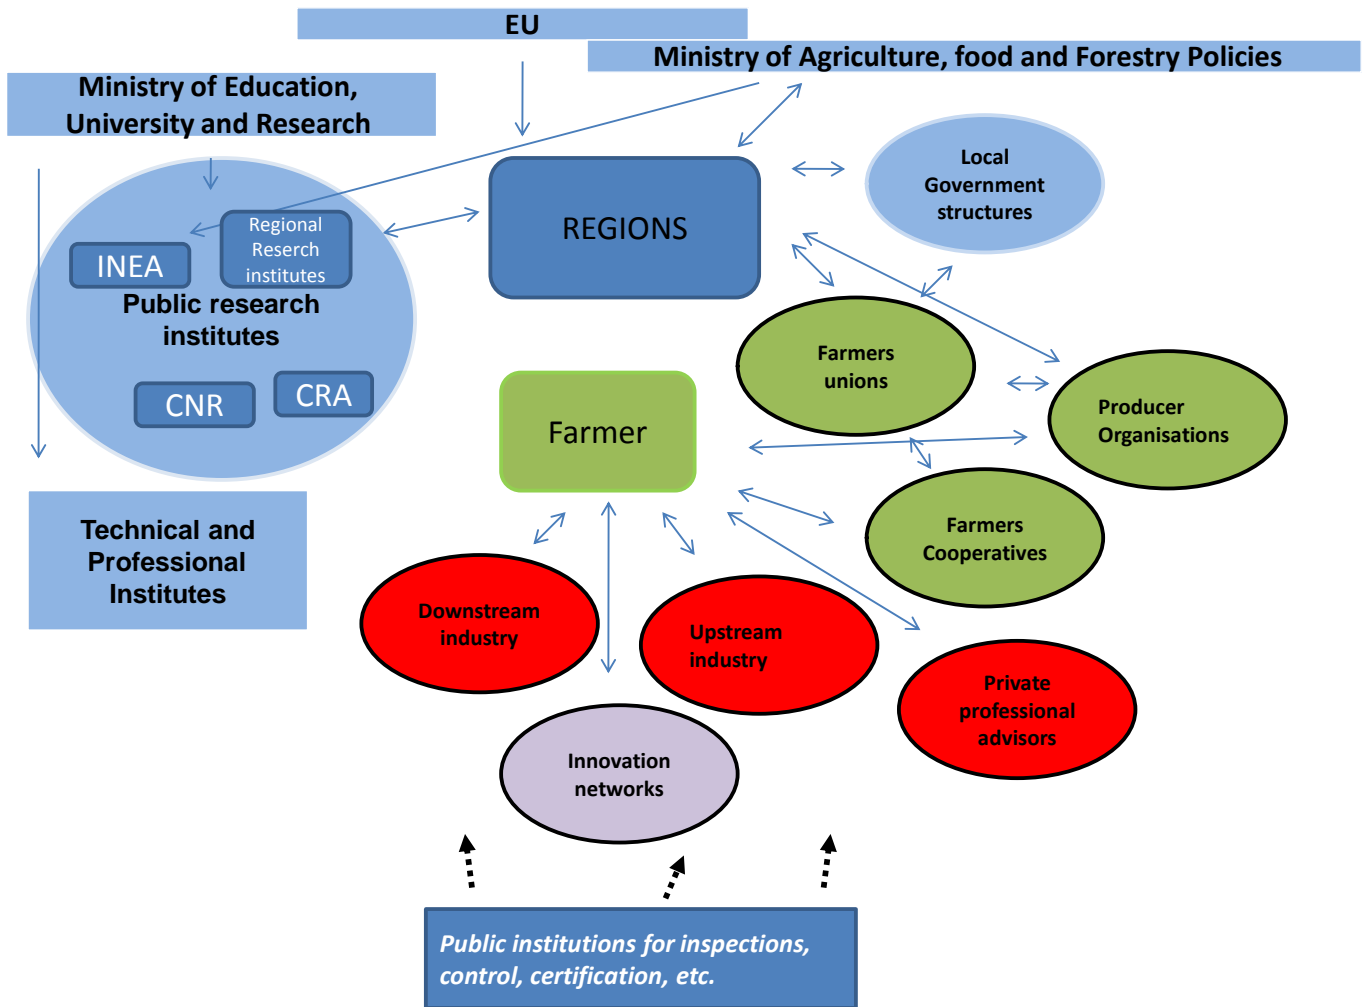 EU
Ministry of Agriculture, food and Forestry Policies
Ministry of Education,
University and Research
Local
Government
structures
REGIONS
Regional
Reserch
institutes
INEA
Public research
institutes
CNR
CRA
Farmers
unions
Producer
Organisations
Farmer
Technical and
Professional
Institutes
Farmers
Cooperatives
Downstream
industry
Upstream
industry
Private
professional
advisors
Innovation
networks
Public institutions for inspections,
control, certification, etc.